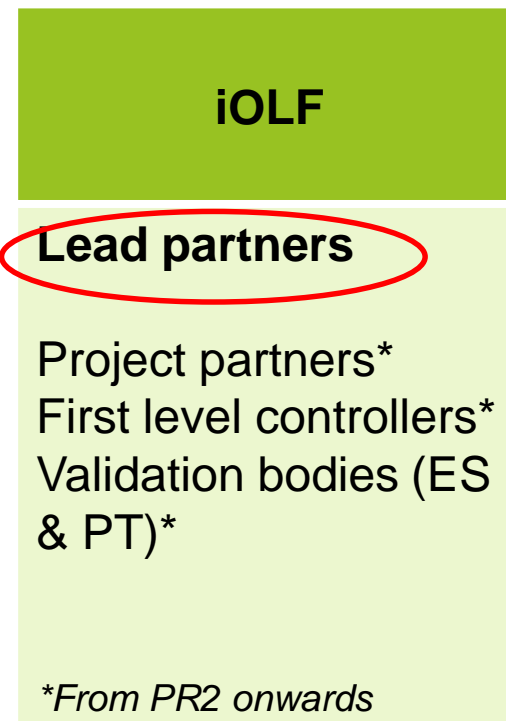 iOLF
Lead partners
Project partners*
First level controllers*
Validation bodies (ES
& PT)*
*From PR2 onwards